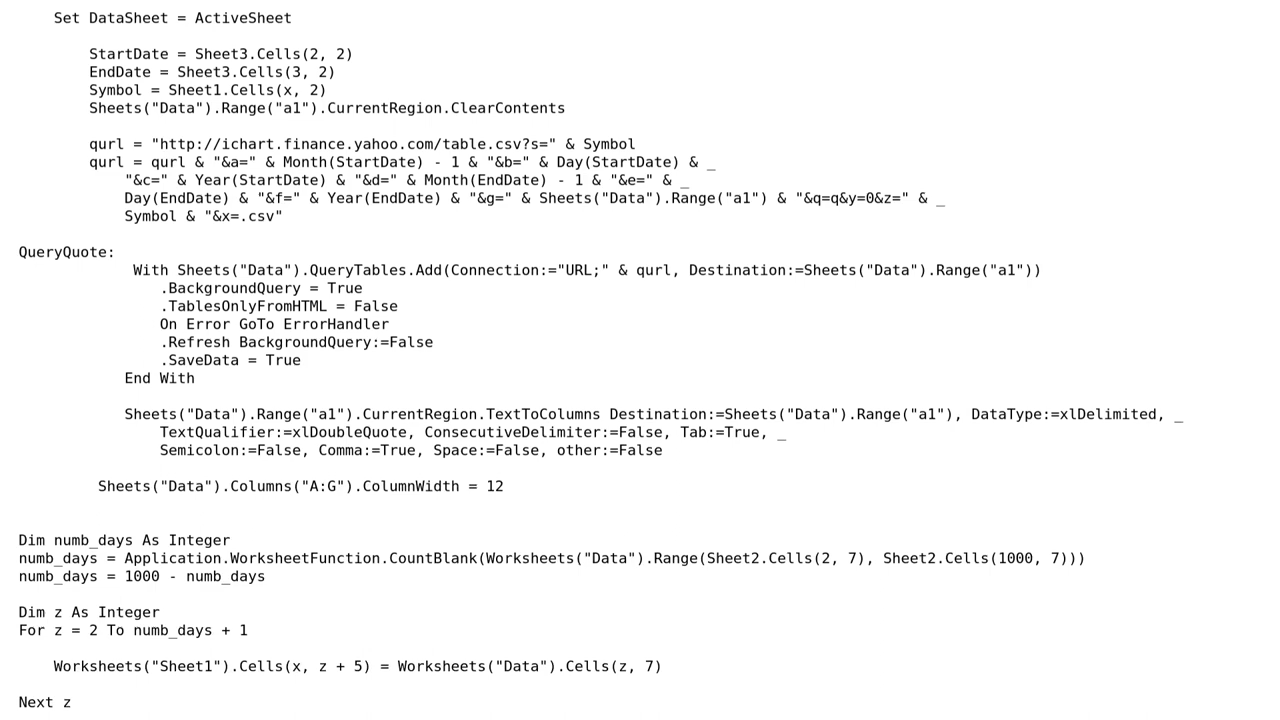 Set DataSheet = ActiveSheet
StartDate = Sheet3.Cells(2, 2)
EndDate = Sheet3.Cells(3, 2)
Symbol = Sheet1.Cells(x, 2)
Sheets("Data").Range("a1").CurrentRegion.ClearContents
qurl = "http://ichart.finance.yahoo.com/table.csv?s=" & Symbol
qurl = qurl & "&a=" & Month(StartDate) - 1 & "&b=" & Day(StartDate) & _
"&c=" & Year(StartDate) & "&d=" & Month(EndDate) - 1 & "&e=" & _
Day(EndDate) & "&f=" & Year(EndDate) & "&g=" & Sheets("Data").Range("a1") & "&q=q&y=0&z=" & _
Symbol & "&x=.csv"
QueryQuote:
With Sheets("Data").QueryTables.Add(Connection:="URL;" & qurl, Destination:=Sheets("Data").Range("a1"))
.BackgroundQuery = True
.TablesOnlyFromHTML = False
On Error GoTo ErrorHandler
.Refresh BackgroundQuery:=False
.SaveData = True
End With
Sheets("Data").Range("a1").CurrentRegion.TextToColumns Destination:=Sheets("Data").Range("a1"), DataType:=xlDelimited, _
TextQualifier:=xlDoubleQuote, ConsecutiveDelimiter:=False, Tab:=True, _
Semicolon:=False, Comma:=True, Space:=False, other:=False
Sheets("Data").Columns("A:G").ColumnWidth = 12
Dim numb_days As Integer
numb_days = Application.WorksheetFunction.CountBlank(Worksheets("Data").Range(Sheet2.Cells(2, 7), Sheet2.Cells(1000, 7)))
numb_days = 1000 - numb_days
Dim z As Integer
For z = 2 To numb_days + 1
Worksheets("Sheet1").Cells(x, z + 5) = Worksheets("Data").Cells(z, 7)
Next z